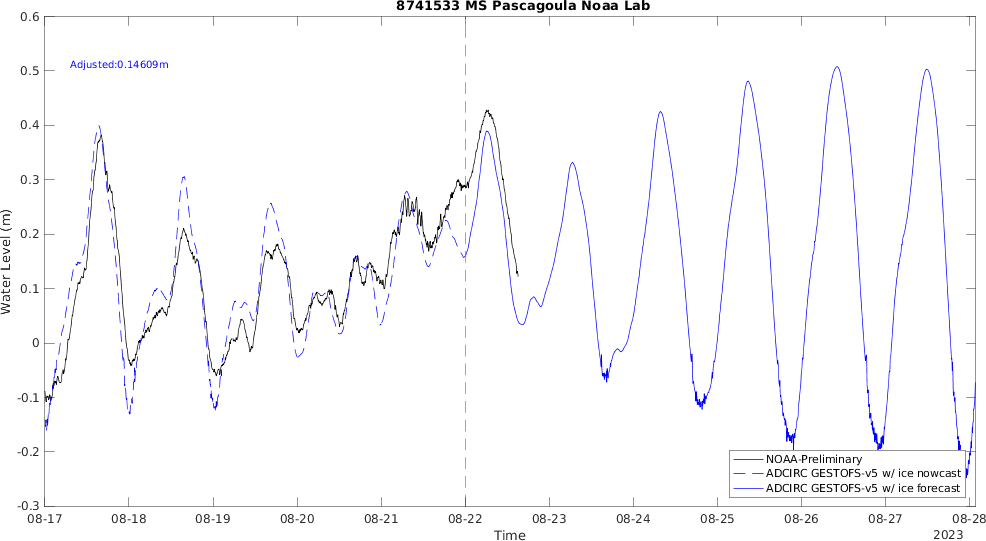 8741533 MS Pascagoula Noaa Lab
0.6
Adjusted:0.14609m
0.5
0.4
0.3
0.2
0.1
0
-0.1
-0.2
-0.3
Water Level (m)
NOAA-Preliminary
ADCIRC GESTOFS-v5 w/ ice nowcast
ADCIRC GESTOFS-v5 w/ ice forecast
08-17 08-18 08-19 08-20 08-21 08-22 08-23 08-24 08-25 08-26 08-27 08-28
Time
2023